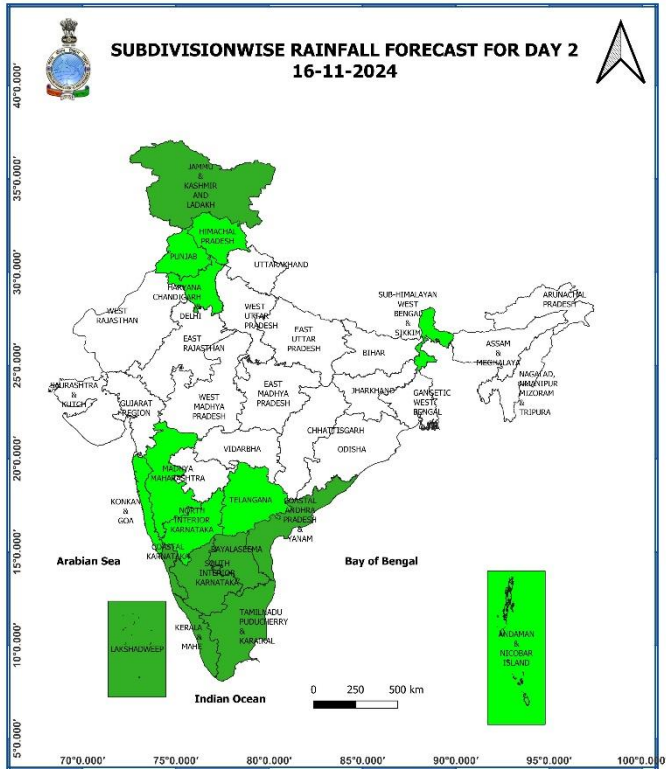 SUBDIVISIONWISE RAINFALL FORECAST FOR DAY 2
16-11-2024
40°0.000'
35°0.000'
30°0.000'
25°0.000'
20°0.000'
15°0.000'
10°0.000'
5°0.000'
JAMMU
&
KASHMIR
AND
LADAKH
HIMACHAL
PRADESH
PUNJAB
UTTARAKHAND
HARYANA
CHANDIGARH
&
DELHI
WEST
RAJASTHAN
EAST
RAJASTHAN
WEST
UTTAR
PRADESH
EAST
UTTAR
PRADESH
BIHAR
SUB-HIMALAYAN
WEST
BENGAL
&
SIKKIM
ARUNACHAL
PRADESH
ASSAM
&
MEGHALAYA
NAGALAD,
MANIPUR
MIZORAM
&
TRIPURA
SAURASHTRA
&
KUTCH
GUJARAT
REGION
WEST
MADHYA
PRADESH
EAST
MADHYA
PRADESH
JHARKHAND
GANGETIC
WEST
BENGAL
CHHATTISGARH
ODISHA
VIDARBHA
MADHYA
MAHARASHTRA
KONKAN
&
GOA
TELANGANA
NORTH
INTERIOR
KARNATAKA
COASTAL
ANDHRA
PRADESH
&
YANAM
COASTAL
KARNATAKA
RAYALASEEMA
SOUTH
INTERIOR
KARNATAKA
Arabian Sea
Bay of Bengal
TAMILNADU
PUDUCHERRY
&
KARAIKAL
KERALA
&
MAHE
LAKSHADWEEP
ANDAMAN
&
NICOBAR
ISLAND
Indian Ocean
0 250 500 km
70°0.000' 75°0.000' 80°0.000' 85°0.000' 90°0.000' 95°0.000' 100°0.000'